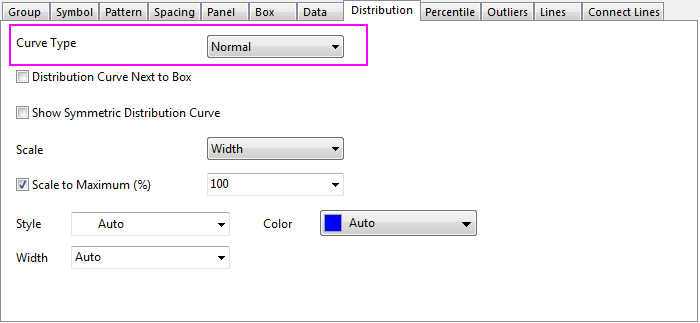 Group Symbol Pattern Spacing Panel Box Data Distribution Percentile Outliers Lines Connect Lines
Curve Type Normal
Distribution Curve Next to Box
Show Symmetric Distribution Curve
Scale Width
Scale to Maximum (%) 100
Style Auto Color Auto
Width Auto